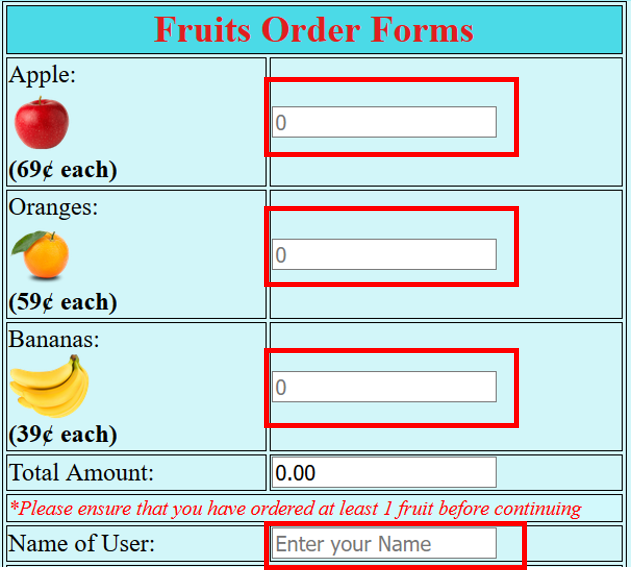 Fruits Order Forms
Apple:
0
(69¢ each)
Oranges:
0
(59¢ each)
Bananas:
0
(39¢ each)
Total Amount: 0.00
*Please ensure that you have ordered at least 1 fruit before continuing
Name of User: Enter your Name